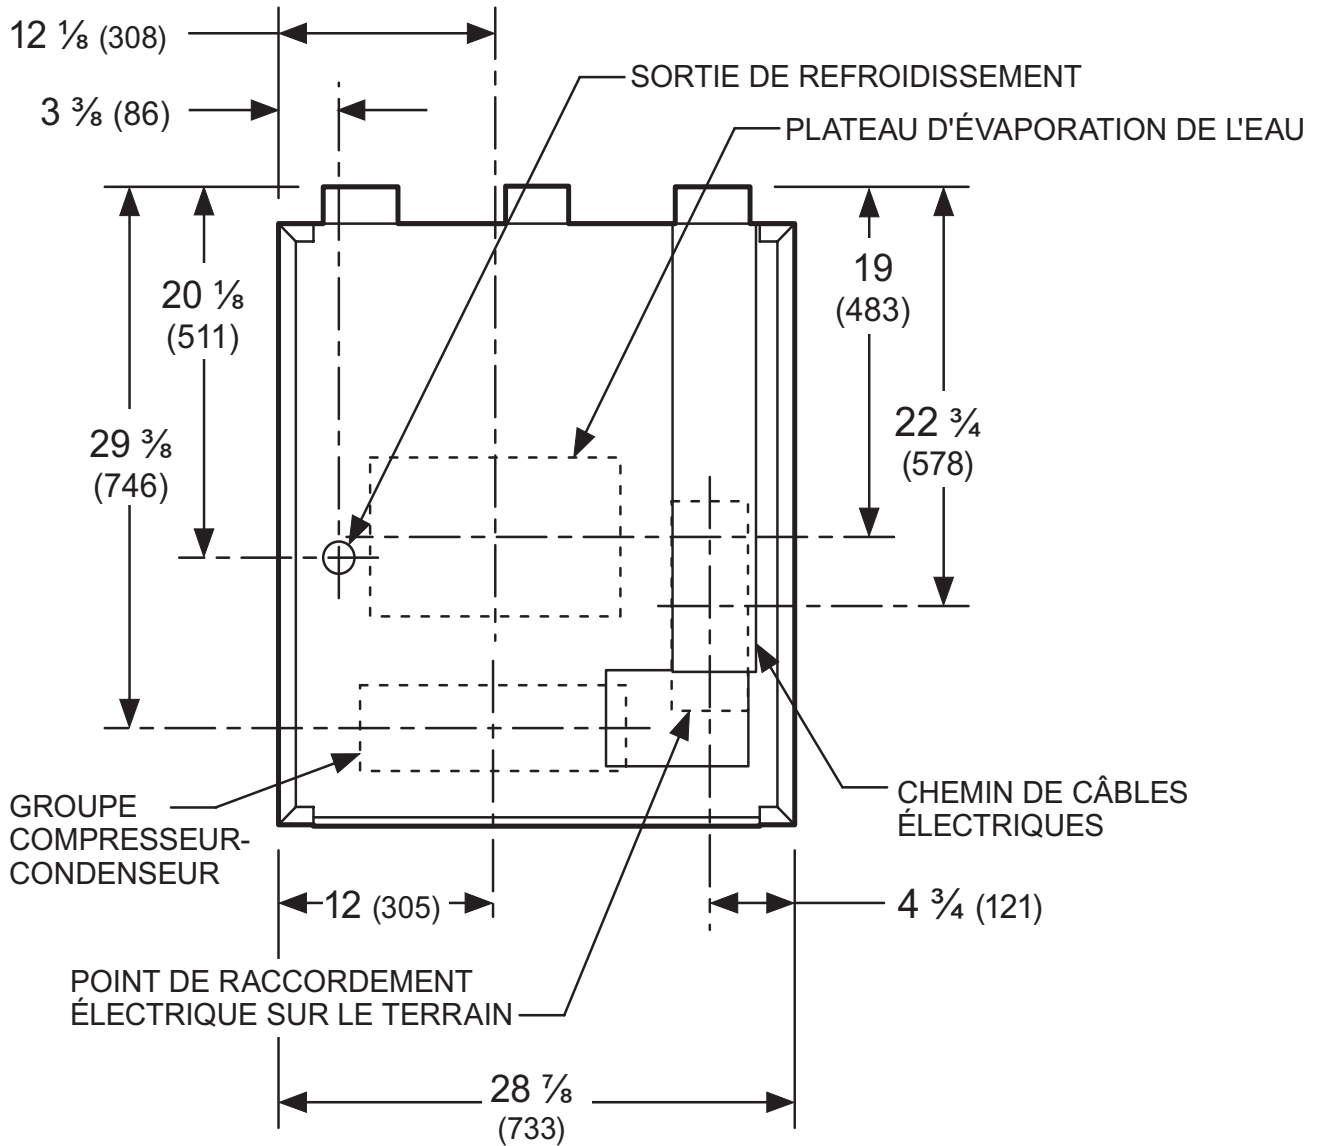 12 ⅛ (308)
SORTIE DE REFROIDISSEMENT
3 ⅜ (86)
PLATEAU D'ÉVAPORATION DE L'EAU
19
(483)
20 ⅛
(511)
22 ¾
(578)
29 ⅜
(746)
GROUPE
COMPRESSEUR-
CONDENSEUR
CHEMIN DE CÂBLES
ÉLECTRIQUES
12 (305)
4 ¾ (121)
POINT DE RACCORDEMENT
ÉLECTRIQUE SUR LE TERRAIN
28 ⅞
(733)